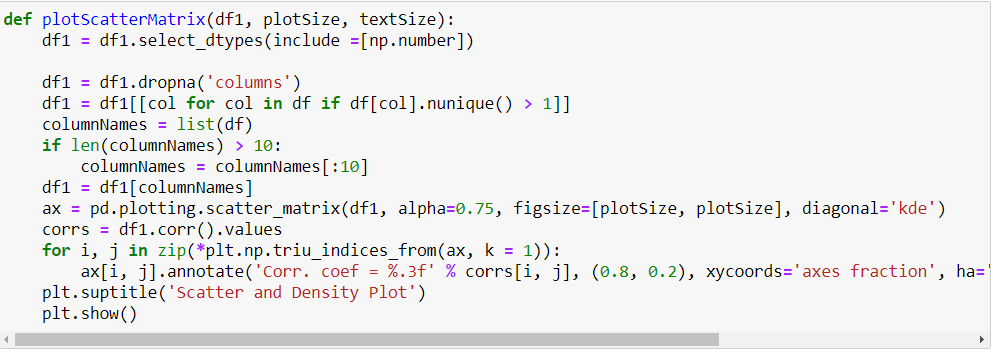 def plotScatterMatrix(df1, plotSize, textSize):
    df1 = df1.select_dtypes(include =[np.number])

    df1 = df1.dropna('columns')
    df1 = df1[[col for col in df if df[col].nunique() > 1]]
    columnNames = list(df)
    if len(columnNames) > 10:
        columnNames = columnNames[:10]
    df1 = df1[columnNames]
    ax = pd.plotting.scatter_matrix(df1, alpha=0.75, figsize=[plotSize, plotSize], diagonal='kde')
    corrs = df1.corr().values
    for i, j in zip(*plt.np.triu_indices_from(ax, k = 1)):
        ax[i, j].annotate('Corr. coef = %.3f' % corrs[i, j], (0.8, 0.2), xycoords='axes fraction', ha='
    plt.suptitle('Scatter and Density Plot')
    plt.show()